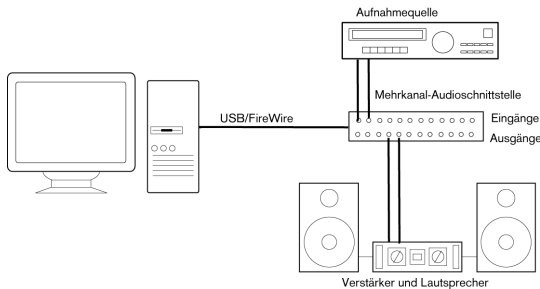 Aufnahmequelle
Mehrkanal-Audioschnittstelle
USB/FireWire
Eingänge
Ausgänge
Verstärker und Lautsprecher